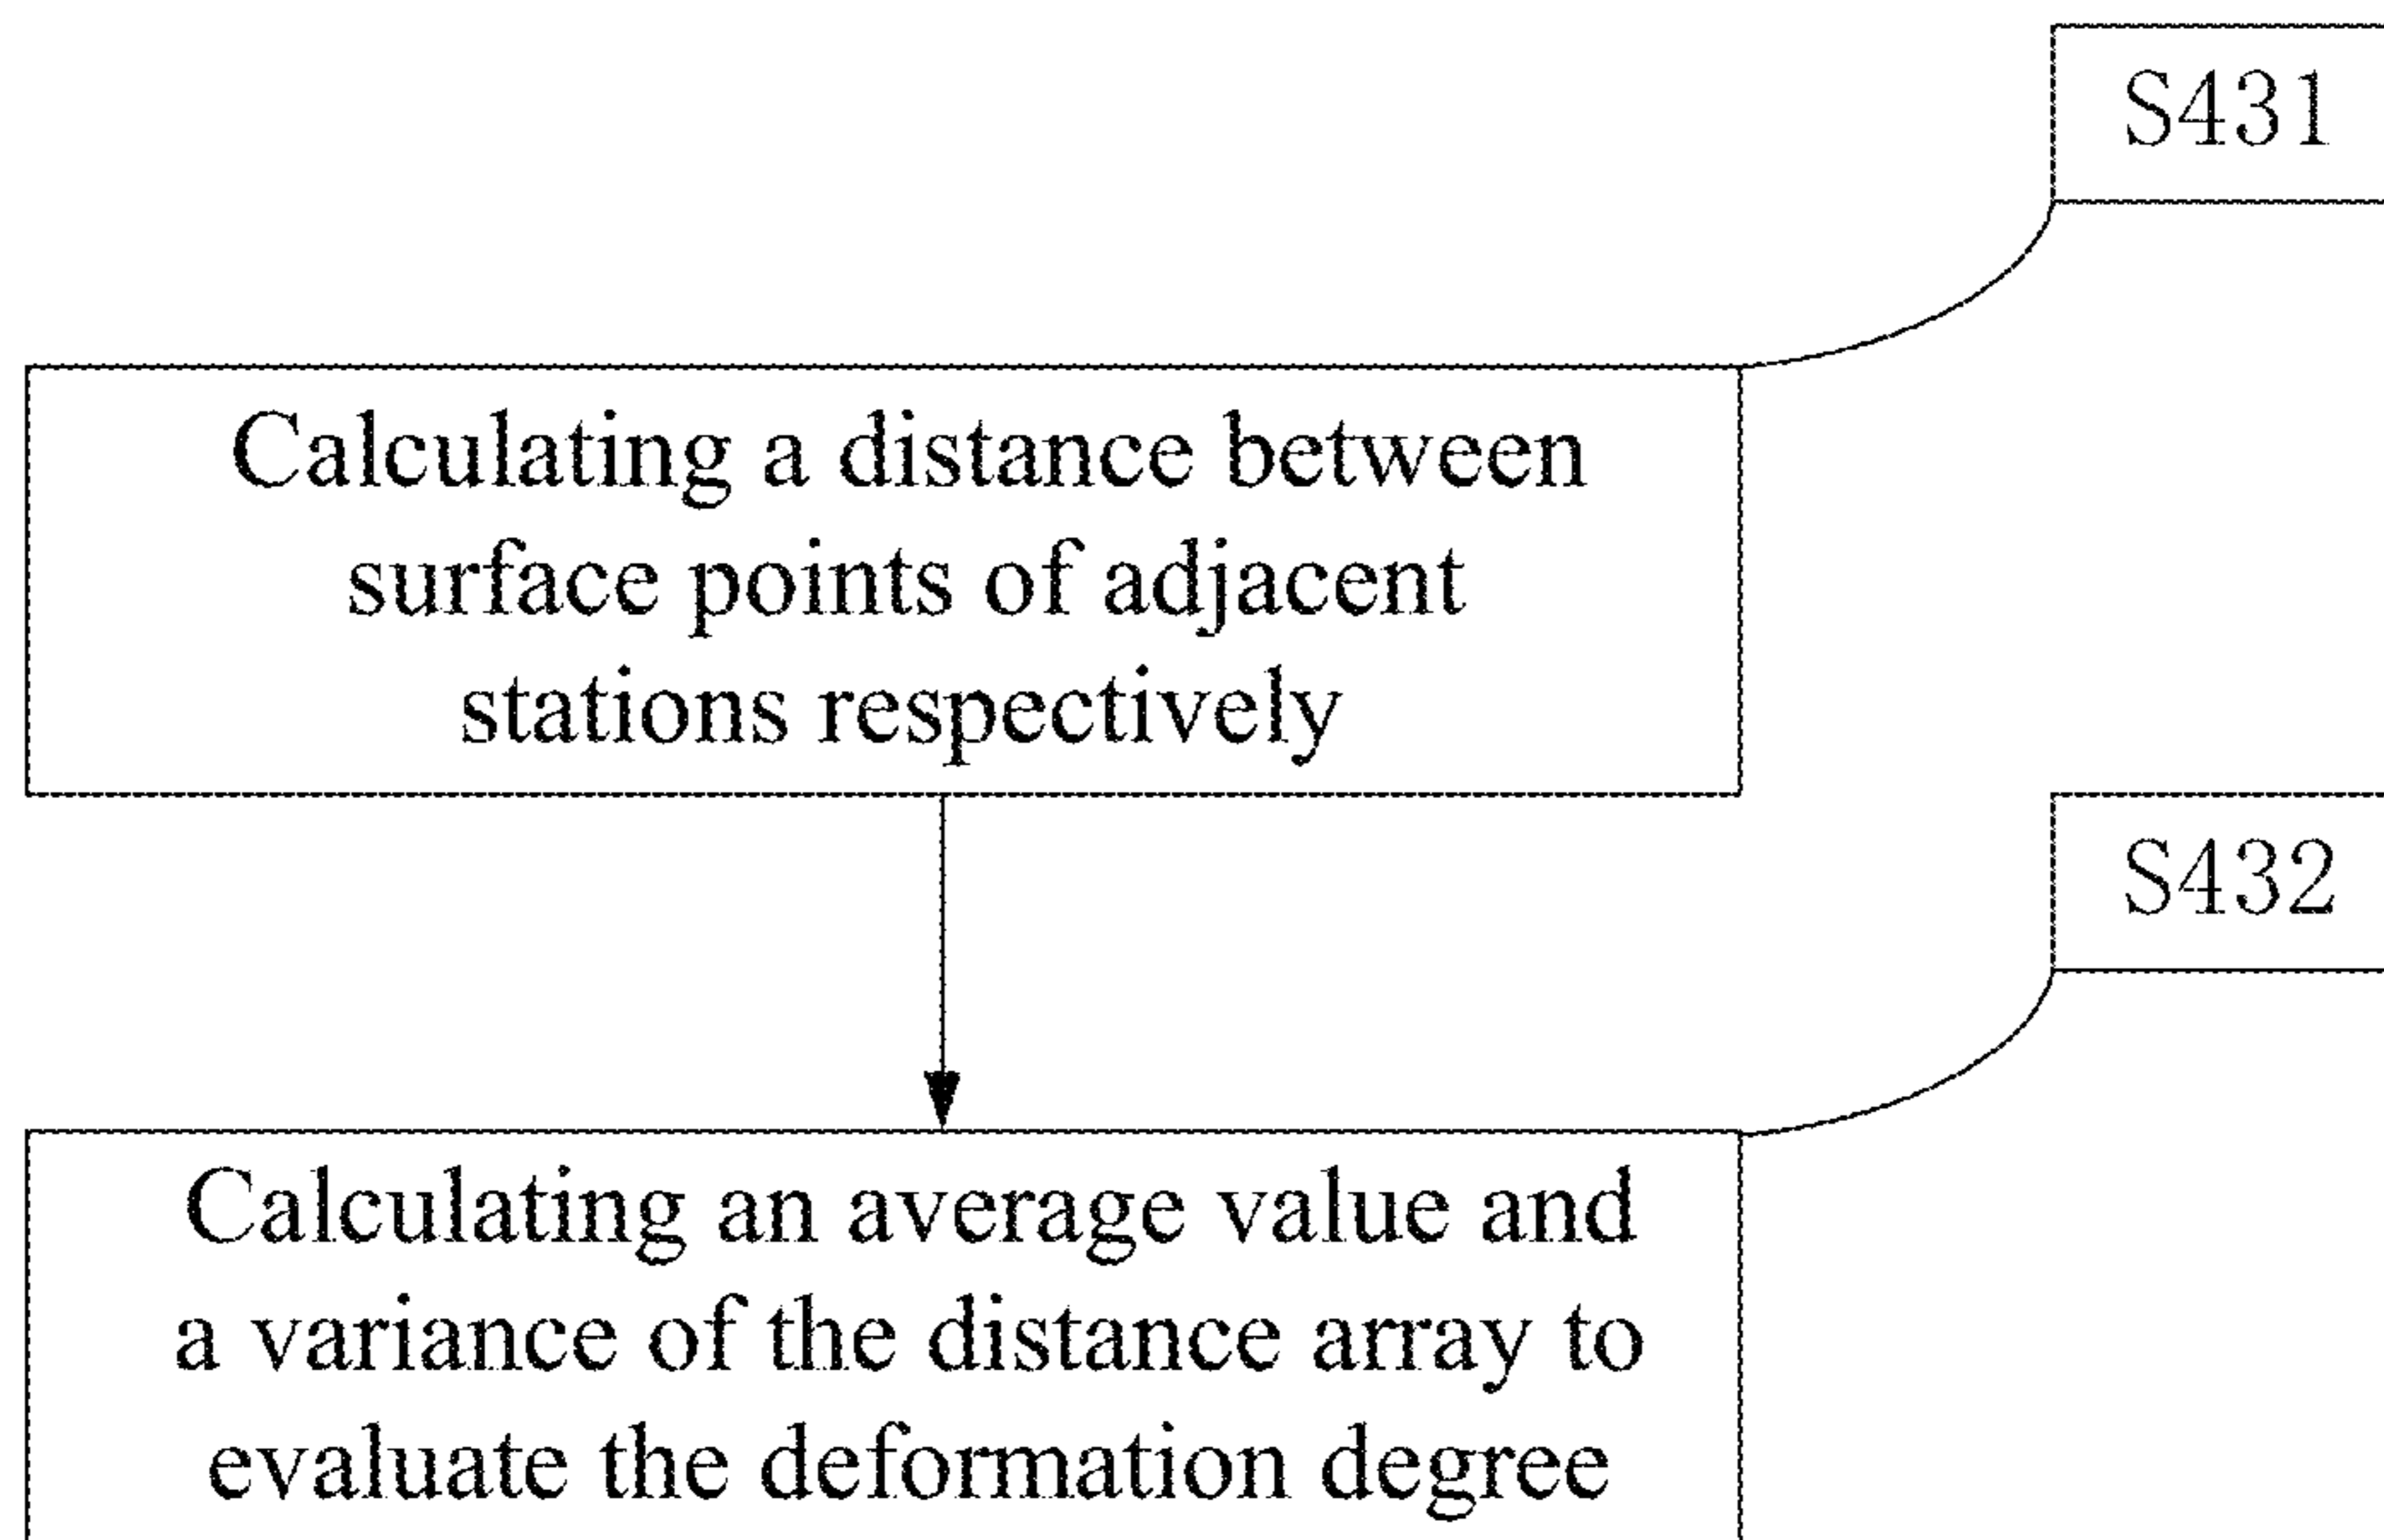 S431
Calculating a distance between
surface points of adjacent
stations respectively
S432
Calculating an average value and
a variance of the distance array to
evaluate the deformation degree